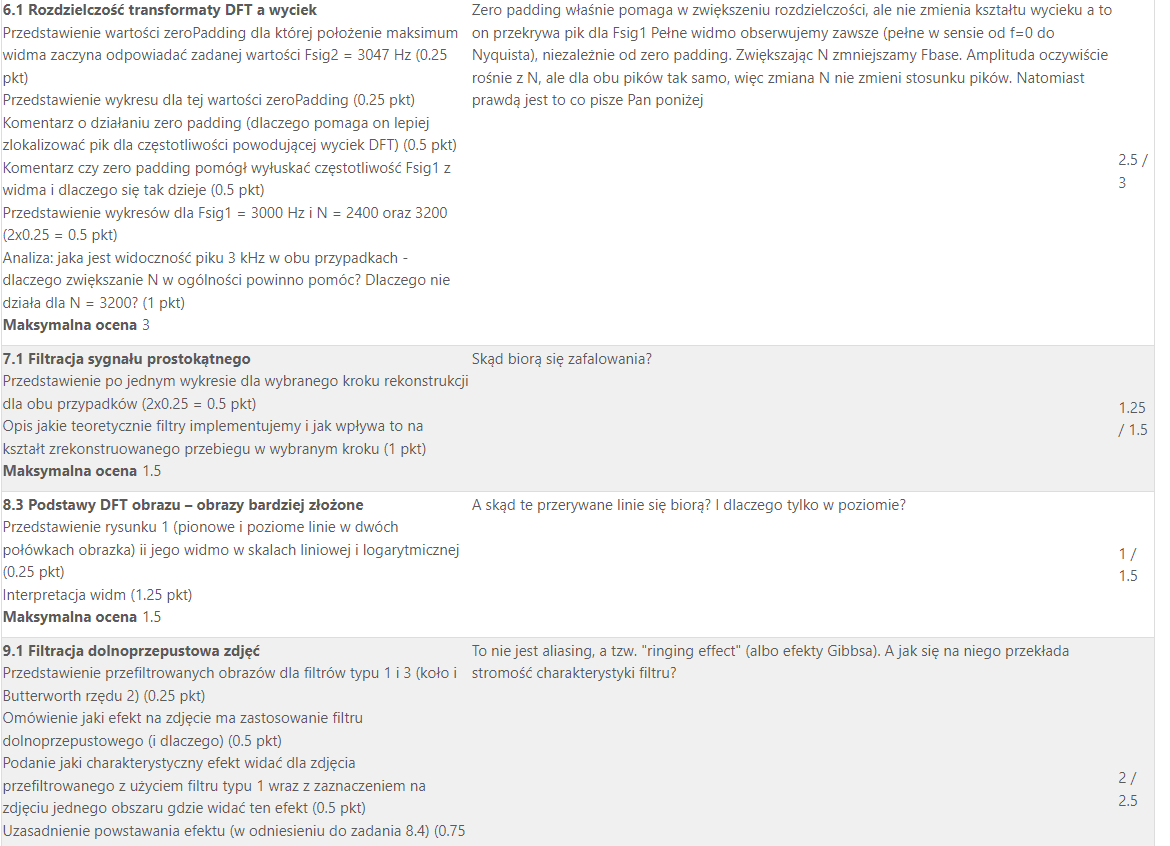 6.1 Rozdzielczość transformaty DFT a wyciek
Przedstawienie wartości zeroPadding dla której położenie maksimum
widma zaczyna odpowiadać zadanej wartości Fsig2 = 3047 Hz (0.25
pkt)
Przedstawienie wykresu dla tej wartości zeroPadding (0.25 pkt)
Komentarz o działaniu zero padding (dlaczego pomaga on lepiej
zlokalizować pik dla częstotliwości powodującej wyciek DFT) (0.5 pkt)
Komentarz czy zero padding pomógł wyłuskać częstotliwość Fsig1 z
widma i dlaczego się tak dzieje (0.5 pkt)
Przedstawienie wykresów dla Fsig1 = 3000 Hz i N = 2400 oraz 3200
(2x0.25 = 0.5 pkt)
Analiza: jaka jest widoczność piku 3 kHz w obu przypadkach -
dlaczego zwiększanie N w ogólności powinno pomóc? Dlaczego nie
działa dla N = 3200? (1 pkt)
Maksymalna ocena 3
Zero padding właśnie pomaga w zwiększeniu rozdzielczości, ale nie zmienia kształtu wycieku a to
on przekrywa pik dla Fsig1 Pełne widmo obserwujemy zawsze (pełne w sensie od f=0 do
Nyquista), niezależnie od zero padding. Zwiększając N zmniejszamy Fbase. Amplituda oczywiście
rośnie z N, ale dla obu pików tak samo, więc zmiana N nie zmieni stosunku pików. Natomiast
prawdą jest to co pisze Pan poniżej
2.5 /
3
7.1 Filtracja sygnału prostokątnego
Przedstawienie po jednym wykresie dla wybranego kroku rekonstrukcji
dla obu przypadków (2x0.25 = 0.5 pkt)
Opis jakie teoretycznie filtry implementujemy i jak wpływa to na
kształt zrekonstruowanego przebiegu w wybranym kroku (1 pkt)
Maksymalna ocena 1.5
Skąd biorą się zafalowania?
1.25
/ 1.5
8.3 Podstawy DFT obrazu – obrazy bardziej złożone
Przedstawienie rysunku 1 (pionowe i poziome linie w dwóch
połówkach obrazka) ii jego widmo w skalach liniowej i logarytmicznej
(0.25 pkt)
Interpretacja widm (1.25 pkt)
Maksymalna ocena 1.5
A skąd te przerywane linie się biorą? I dlaczego tylko w poziomie?
1 /
1.5
9.1 Filtracja dolnoprzepustowa zdjęć
Przedstawienie przefiltrowanych obrazów dla filtrów typu 1 i 3 (koło i
Butterworth rzędu 2) (0.25 pkt)
Omówienie jaki efekt na zdjęcie ma zastosowanie filtru
dolnoprzepustowego (i dlaczego) (0.5 pkt)
Podanie jaki charakterystyczny efekt widać dla zdjęcia
przefiltrowanego z użyciem filtru typu 1 wraz z zaznaczeniem na
zdjęciu jednego obszaru gdzie widać ten efekt (0.5 pkt)
Uzasadnienie powstawania efektu (w odniesieniu do zadania 8.4) (0.75
To nie jest aliasing, a tzw. "ringing effect" (albo efekty Gibbsa). A jak się na niego przekłada
stromość charakterystyki filtru?
2 /
2.5